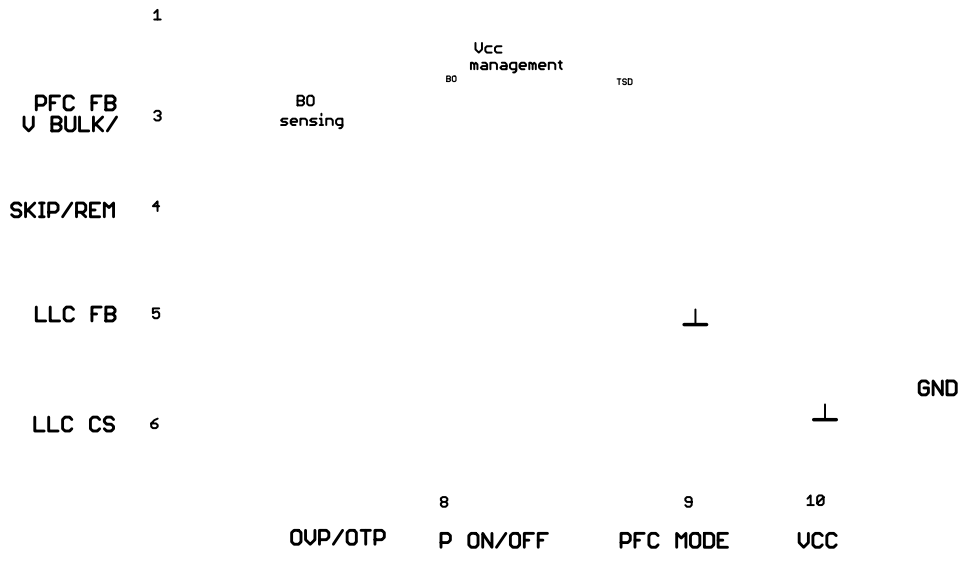 1
Vcc
management
BO
TSD
PFC FB
V BULK/
3
BO
sensing
SKIP/REM
4
LLC FB
5
GND
LLC CS
6
8
9
10
OVP/OTP
P ON/OFF
PFC MODE
VCC